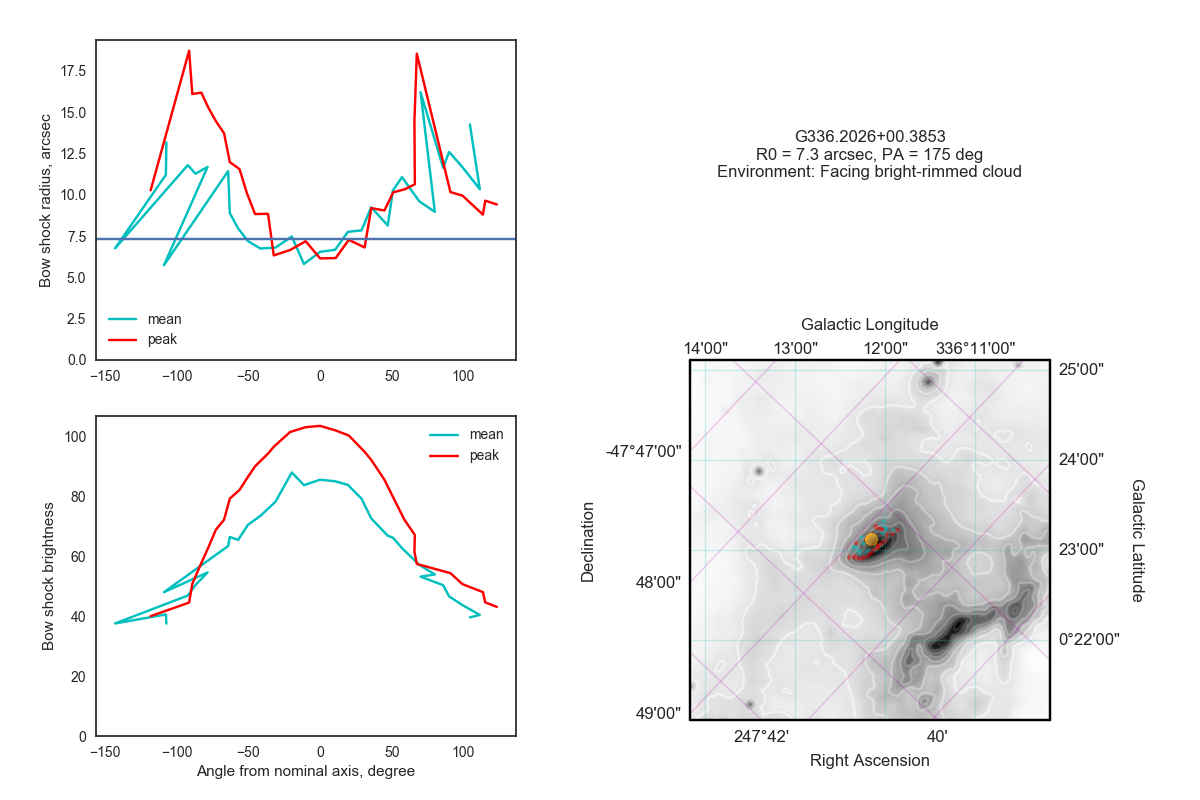 17.5
15.0
12.5
10.0
7.5
5.0
2.5
0.0
Bow shock radius, arcsec
mean
peak
−150 −100 −50 0 50 100
100
80
60
40
20
0
Bow shock brightness
mean
peak
−150 −100 −50 0 50 100
Angle from nominal axis, degree
G336.2026+00.3853
R0 = 7.3 arcsec, PA = 175 deg
Environment: Facing bright-rimmed cloud
Galactic Longitude
14'00" 13'00" 12'00" 336°11'00"
25'00"
24'00"
23'00"
0°22'00"
Galactic Latitude
-47°47'00"
48'00"
49'00"
Declination
247°42' 40'
Right Ascension